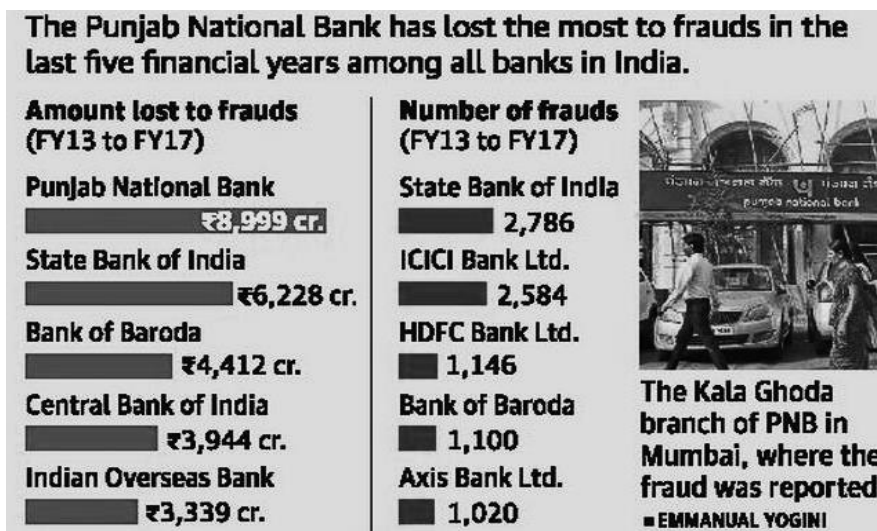 The Punjab National Bank has lost the most to frauds in the
last five financial years among all banks in India.
Amount lost to frauds
(FY13 to FY17)
Punjab National Bank
₹8,999 cr.
State Bank of India
₹6,228 cr.
Bank of Baroda
₹4,412 cr.
Central Bank of India
₹3,944 cr.
Indian Overseas Bank
₹3,339 cr.
Number of frauds
(FY13 to FY17)
State Bank of India
2,786
ICICI Bank Ltd.
2,584
HDFC Bank Ltd.
1,146
Bank of Baroda
1,100
Axis Bank Ltd.
1,020
punjab national bank
The Kala Ghoda
branch of PNB in
Mumbai, where the
fraud was reported
■ EMMANUAL YOGINI